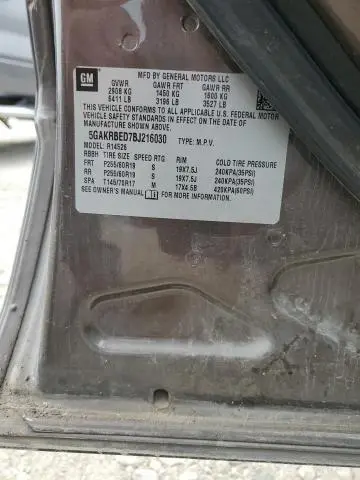 GM
MFD BY GENERAL MOTORS LLC
GVWR GAWR FRT GAWR RR
2908 KG 1450 KG 1600 KG
6411 LB 3196 LB 3527 LB
THIS VEHICLE CONFORMS TO ALL APPLICABLE U.S. FEDERAL MOTOR
VEHICLE SAFETY STANDARDS IN EFFECT ON THE DATE OF
MANUFACTURE SHOWN ABOVE.
5GAKRBED7BJ216030 TYPE: M.P.V.
MODEL: R14526
RBBH TIRE SIZE SPEED RTG RIM COLD TIRE PRESSURE
FRT P255/60R19 S 19X7.5J 240KPA(35PSI)
RR P255/60R19 S 19X7.5J 240KPA(35PSI)
SPA T145/70R17 M 17X4.5B 420KPA(60PSI)
SEE OWNER'S MANUAL FOR MORE INFORMATION.